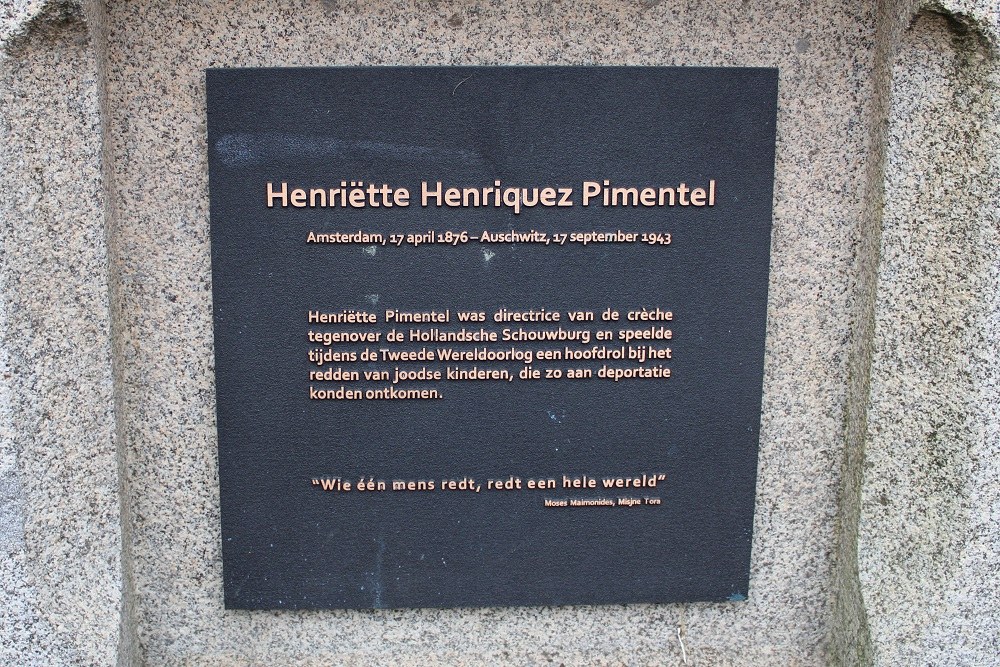 Henriëtte Henriquez Pimentel
Amsterdam, 17 april 1876 – Auschwitz, 17 september 1943
Henriëtte Pimentel was directrice van de crèche
tegenover de Hollandsche Schouwburg en speelde
tijdens de Tweede Wereldoorlog een hoofdrol bij het
redden van joodse kinderen, die zo aan deportatie
konden ontkomen.
“Wie één mens redt, redt een hele wereld”
Moses Maimonides, Misjne Tora